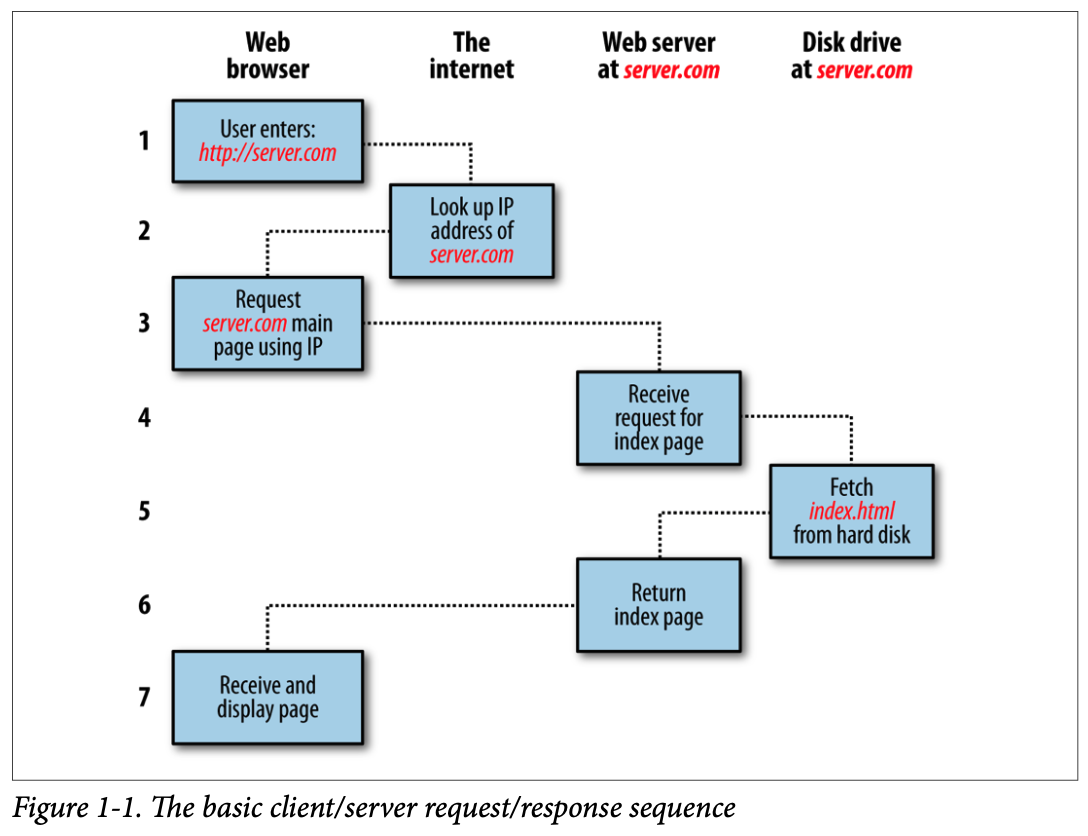 Web
browser
The
internet
Web server
at server.com
Disk drive
at server.com
1
User enters:
http://server.com
2
Look up IP
address of
server.com
3
Request
server.com main
page using IP
4
Receive
request for
index page
5
Fetch
index.html
from hard disk
6
Return
index page
7
Receive and
display page
Figure 1-1. The basic client/server request/response sequence